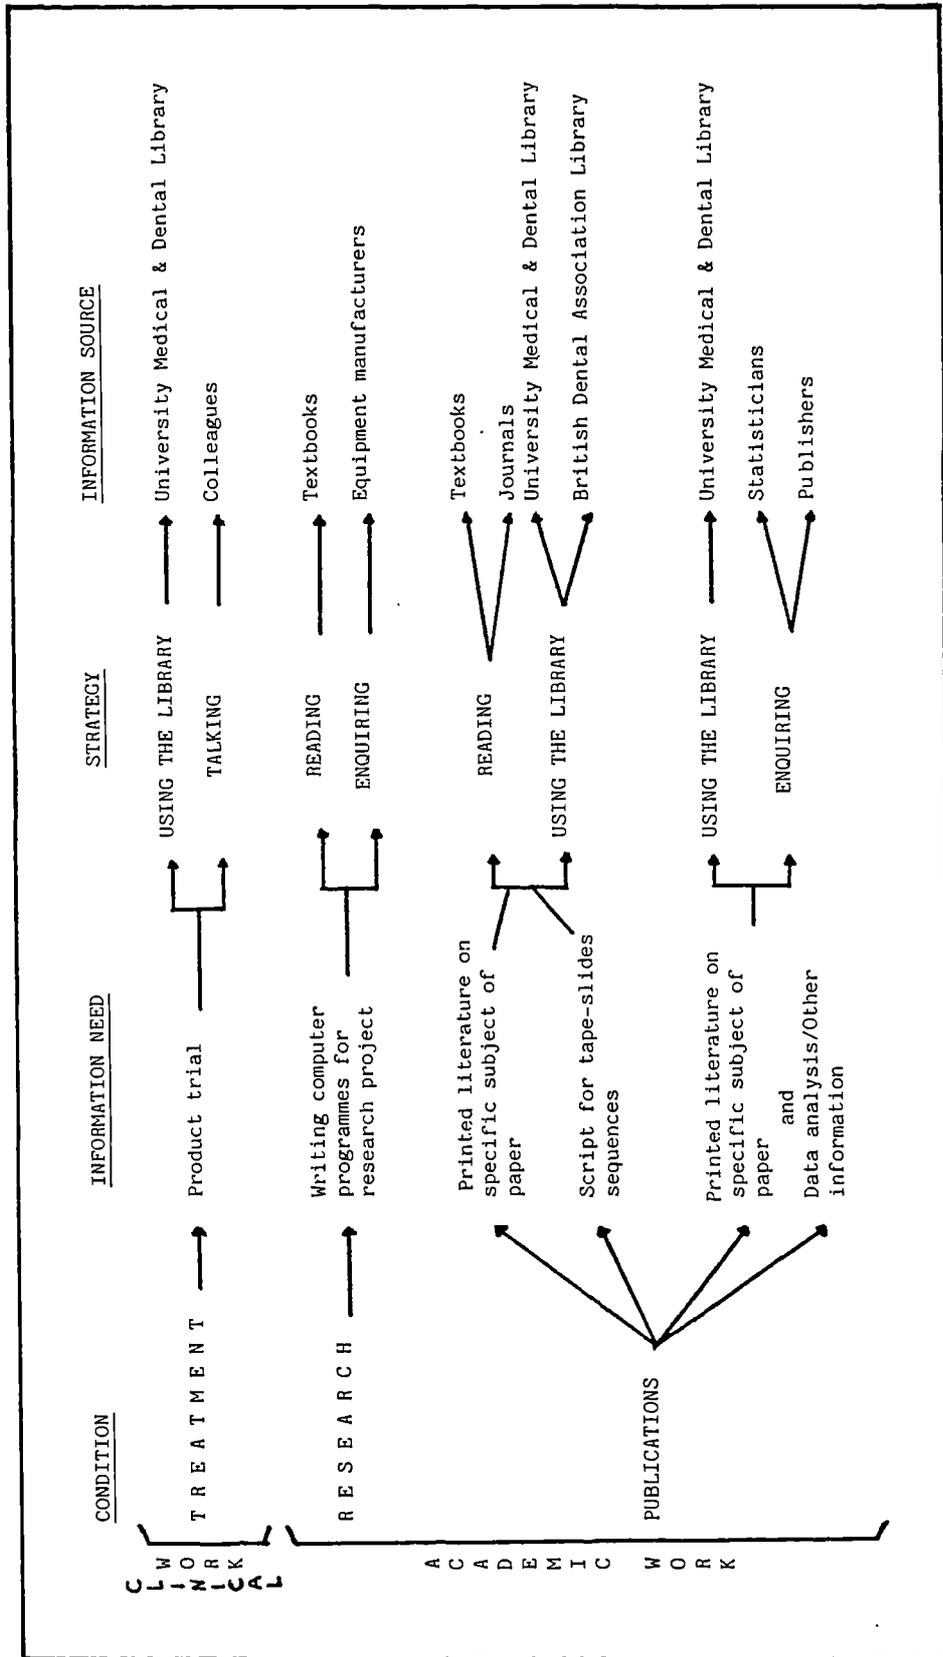 CONDITION
INFORMATION NEED
STRATEGY
INFORMATION SOURCE
CLINICAL
WORK
TREATMENT
Product trial
USING THE LIBRARY
University Medical & Dental Library
TALKING
Colleagues
ACADEMIC WORK
RESEARCH
Writing computer
programmes for
research project
READING
Textbooks
ENQUIRING
Equipment manufacturers
PUBLICATIONS
Printed literature on
specific subject of
paper
READING
Textbooks
Journals
Script for tape-slides
sequences
USING THE LIBRARY
University Medical & Dental Library
British Dental Association Library
Printed literature on
specific subject of
paper
and
Data analysis/Other
information
USING THE LIBRARY
University Medical & Dental Library
ENQUIRING
Statisticians
Publishers